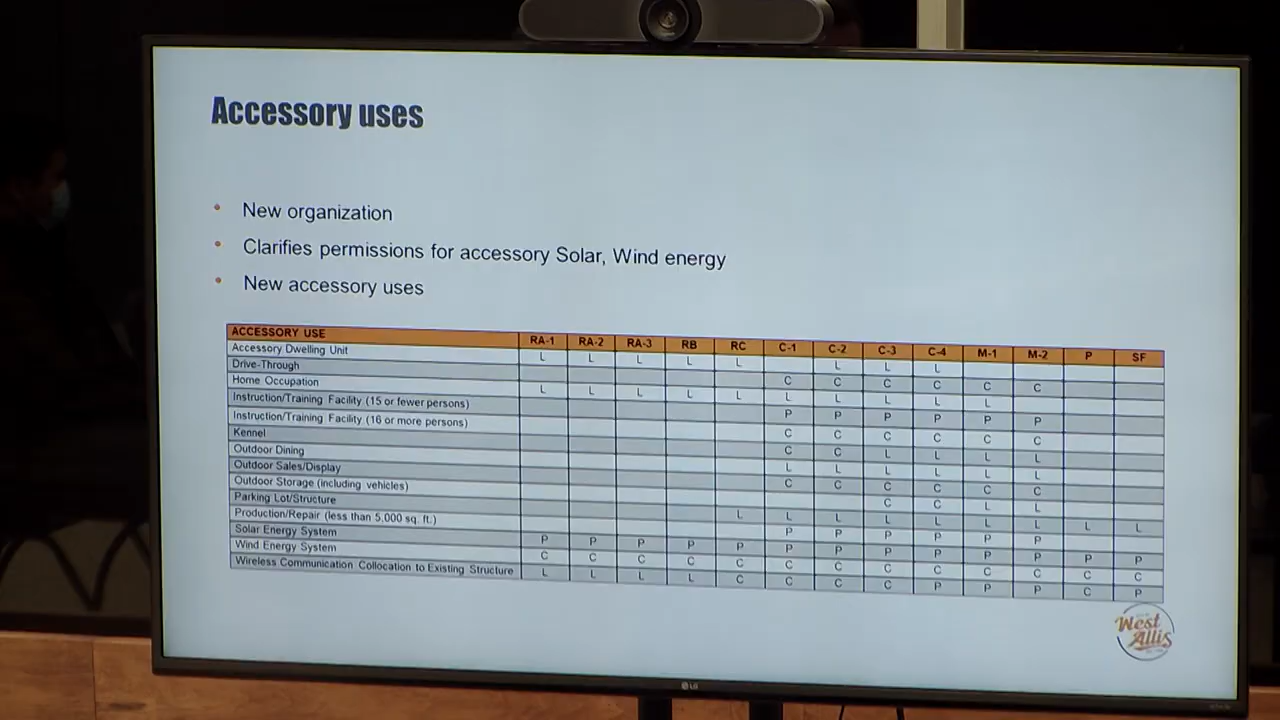 Accessory uses
• New organization
• Clarifies permissions for accessory Solar, Wind energy
• New accessory uses
ACCESSORY USE RA-1 RA-2 RA-3 RB RC C-1 C-2 C-3 C-4 M-1 M-2 P SF
Accessory Dwelling Unit L L L L L L L L
Drive-Through C C C C C C
Home Occupation L L L L L L L L L L
Instruction/Training Facility (15 or fewer persons) P P P P P P
Instruction/Training Facility (16 or more persons) C C C C C C
Kennel C C L L L L
Outdoor Dining L L L L L L
Outdoor Sales/Display C C C C C C
Outdoor Storage (including vehicles) C C L L
Parking Lot/Structure L L L L L L L L L
Production/Repair (less than 5,000 sq. ft.) P P P P P P
Solar Energy System P P P P P P P P P P P P P
Wind Energy System C C C C C C C C C C C C C
Wireless Communication Collocation to Existing Structure L L L L C C C C P P P C P
West
Allis
LG